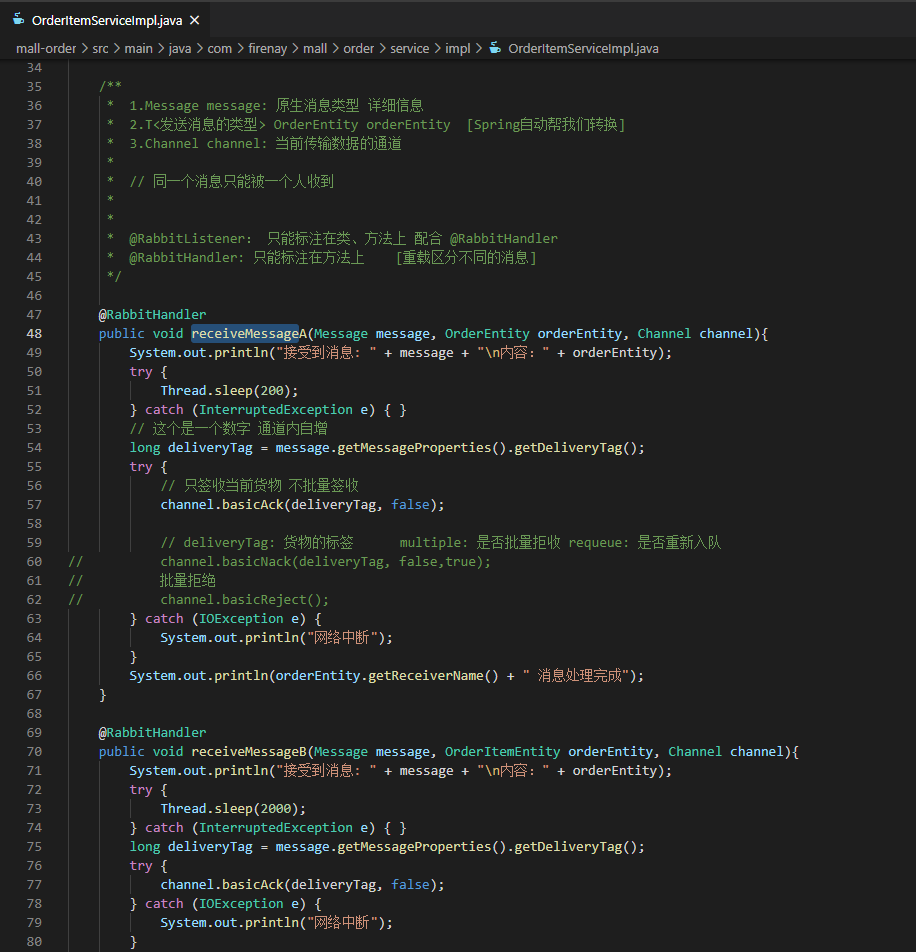 OrderItemServiceImpl.java ×
mall-order > src > main > java > com > firenay > mall > order > service > impl > OrderItemServiceImpl.java
34
35 /**
36 * 1.Message message: 原生消息类型 详细信息
37 * 2.T<发送消息的类型> OrderEntity orderEntity [Spring自动帮我们转换]
38 * 3.Channel channel: 当前传输数据的通道
39 *
40 * // 同一个消息只能被一个人收到
41 *
42 *
43 * @RabbitListener: 只能标注在类、方法上 配合 @RabbitHandler
44 * @RabbitHandler: 只能标注在方法上 [重载区分不同的消息]
45 */
46
47 @RabbitHandler
48 public void receiveMessageA(Message message, OrderEntity orderEntity, Channel channel){
49 System.out.println("接受到消息: " + message + "\n内容: " + orderEntity);
50 try {
51 Thread.sleep(200);
52 } catch (InterruptedException e) { }
53 // 这个是一个数字 通道内自增
54 long deliveryTag = message.getMessageProperties().getDeliveryTag();
55 try {
56 // 只签收当前货物 不批量签收
57 channel.basicAck(deliveryTag, false);
58
59 // deliveryTag: 货物的标签 multiple: 是否批量拒收 requeue: 是否重新入队
60 // channel.basicNack(deliveryTag, false,true);
61 // 批量拒绝
62 // channel.basicReject();
63 } catch (IOException e) {
64 System.out.println("网络中断");
65 }
66 System.out.println(orderEntity.getReceiverName() + " 消息处理完成");
67 }
68
69 @RabbitHandler
70 public void receiveMessageB(Message message, OrderItemEntity orderEntity, Channel channel){
71 System.out.println("接受到消息: " + message + "\n内容: " + orderEntity);
72 try {
73 Thread.sleep(2000);
74 } catch (InterruptedException e) { }
75 long deliveryTag = message.getMessageProperties().getDeliveryTag();
76 try {
77 channel.basicAck(deliveryTag, false);
78 } catch (IOException e) {
79 System.out.println("网络中断");
80 }